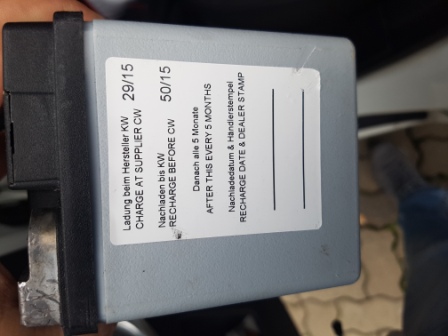 Ladung beim Hersteller KW 29/15
CHARGE AT SUPPLIER CW
Nachladen bis KW 50/15
RECHARGE BEFORE CW
Danach alle 5 Monate
AFTER THIS EVERY 5 MONTHS
Nachladedatum & Händlerstempel
RECHARGE DATE & DEALER STAMP